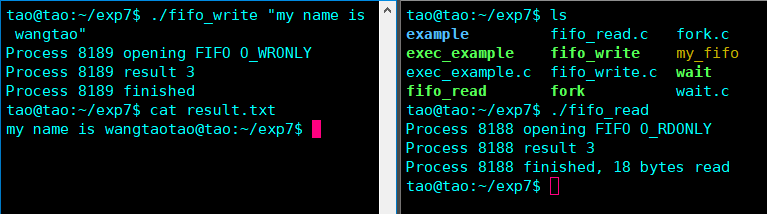 tao@tao:~/exp7$ ./fifo_write "my name is
 wangtao"
Process 8189 opening FIFO O_WRONLY
Process 8189 result 3
Process 8189 finished
tao@tao:~/exp7$ cat result.txt
my name is wangtaotao@tao:~/exp7$
tao@tao:~/exp7$ ls
example fifo_read.c fork.c
exec_example fifo_write my_fifo
exec_example.c fifo_write.c wait
fifo_read fork wait.c
tao@tao:~/exp7$ ./fifo_read
Process 8188 opening FIFO O_RDONLY
Process 8188 result 3
Process 8188 finished, 18 bytes read
tao@tao:~/exp7$